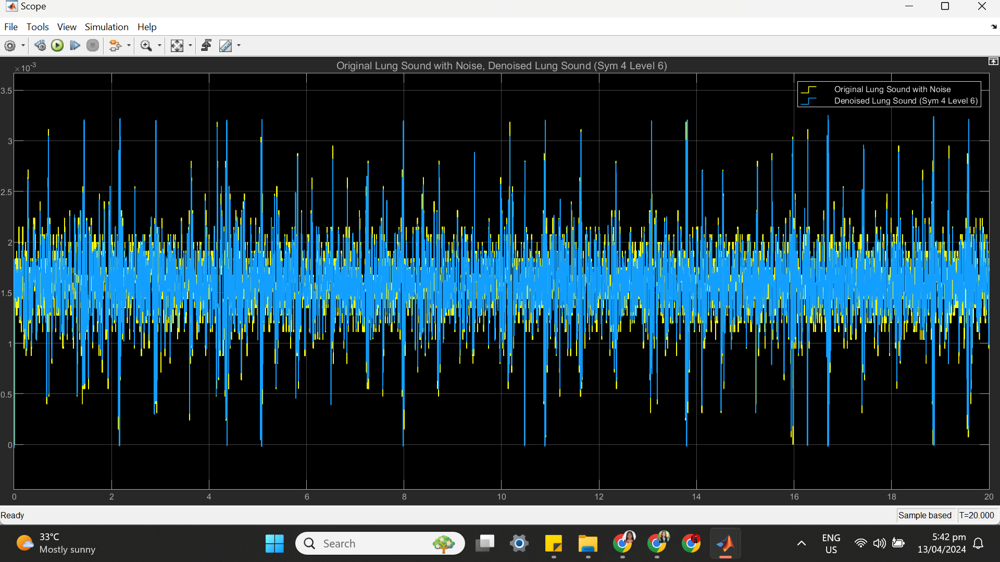 Scope
File Tools View Simulation Help
×10-3
Original Lung Sound with Noise, Denoised Lung Sound (Sym 4 Level 6)
Original Lung Sound with Noise
Denoised Lung Sound (Sym 4 Level 6)
3.5
3
2.5
2
1.5
1
0.5
0
0 2 4 6 8 10 12 14 16 18 20
Ready
Sample based T=20.000
33°C
Mostly sunny
Search
ENG
US
5:42 pm
13/04/2024